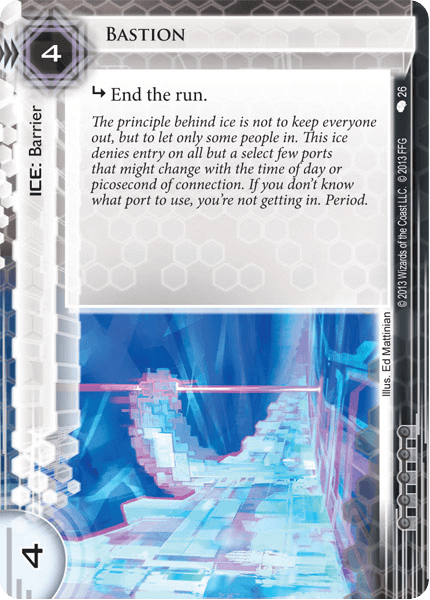 4
BASTION
End the run.
The principle behind ice is not to keep everyone
out, but to let only some people in. This ice
denies entry on all but a select few ports
that might change with the time of day or
picosecond of connection. If you don't know
what port to use, you're not getting in. Period.
ICE: Barrier
26
© 2013 Wizards of the Coast LLC. © 2013 FFG
Illus. Ed Mattinian
4